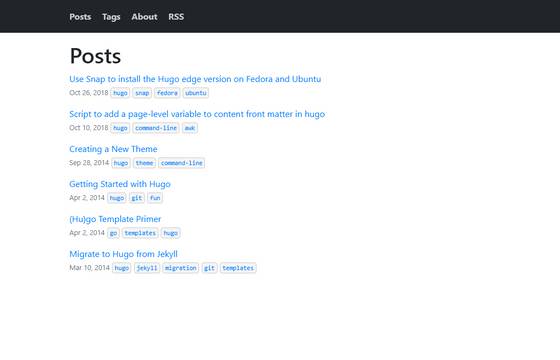 Posts Tags About RSS
Posts
Use Snap to install the Hugo edge version on Fedora and Ubuntu
Oct 26, 2018 hugo snap fedora ubuntu
Script to add a page-level variable to content front matter in hugo
Oct 10, 2018 hugo command-line awk
Creating a New Theme
Sep 28, 2014 hugo theme command-line
Getting Started with Hugo
Apr 2, 2014 hugo git fun
(Hu)go Template Primer
Apr 2, 2014 go templates hugo
Migrate to Hugo from Jekyll
Mar 10, 2014 hugo jekyll migration git templates